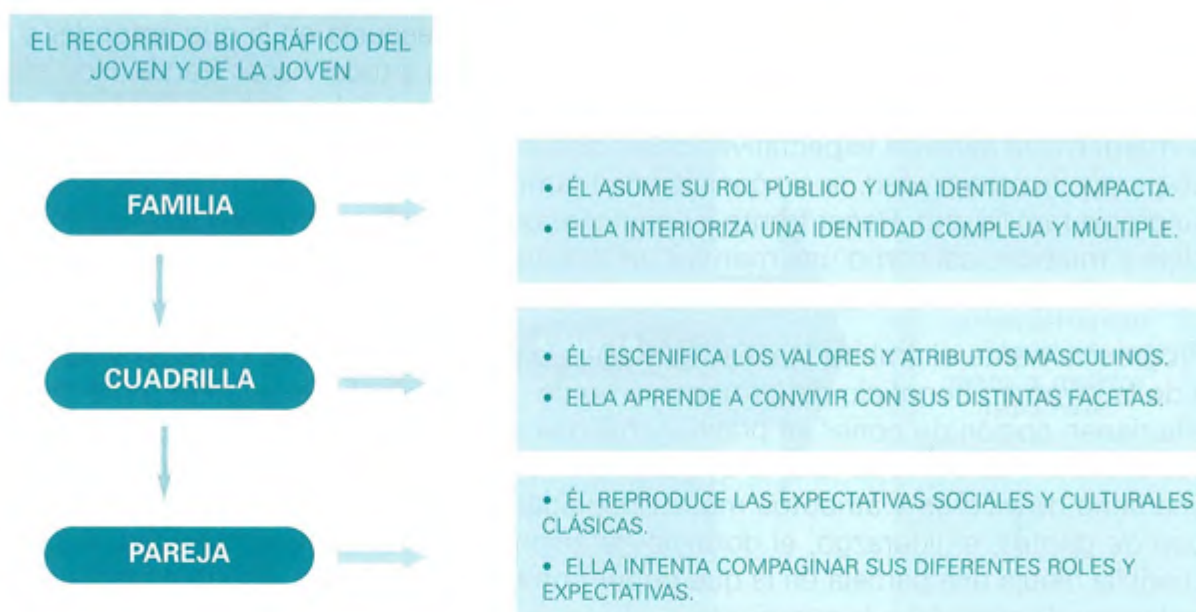 EL RECORRIDO BIOGRÁFICO DEL
JOVEN Y DE LA JOVEN
FAMILIA
• ÉL ASUME SU ROL PÚBLICO Y UNA IDENTIDAD COMPACTA.
• ELLA INTERIORIZA UNA IDENTIDAD COMPLEJA Y MÚLTIPLE.
CUADRILLA
• ÉL ESCENIFICA LOS VALORES Y ATRIBUTOS MASCULINOS.
• ELLA APRENDE A CONVIVIR CON SUS DISTINTAS FACETAS.
PAREJA
• ÉL REPRODUCE LAS EXPECTATIVAS SOCIALES Y CULTURALES
CLÁSICAS.
• ELLA INTENTA COMPAGINAR SUS DIFERENTES ROLES Y
EXPECTATIVAS.